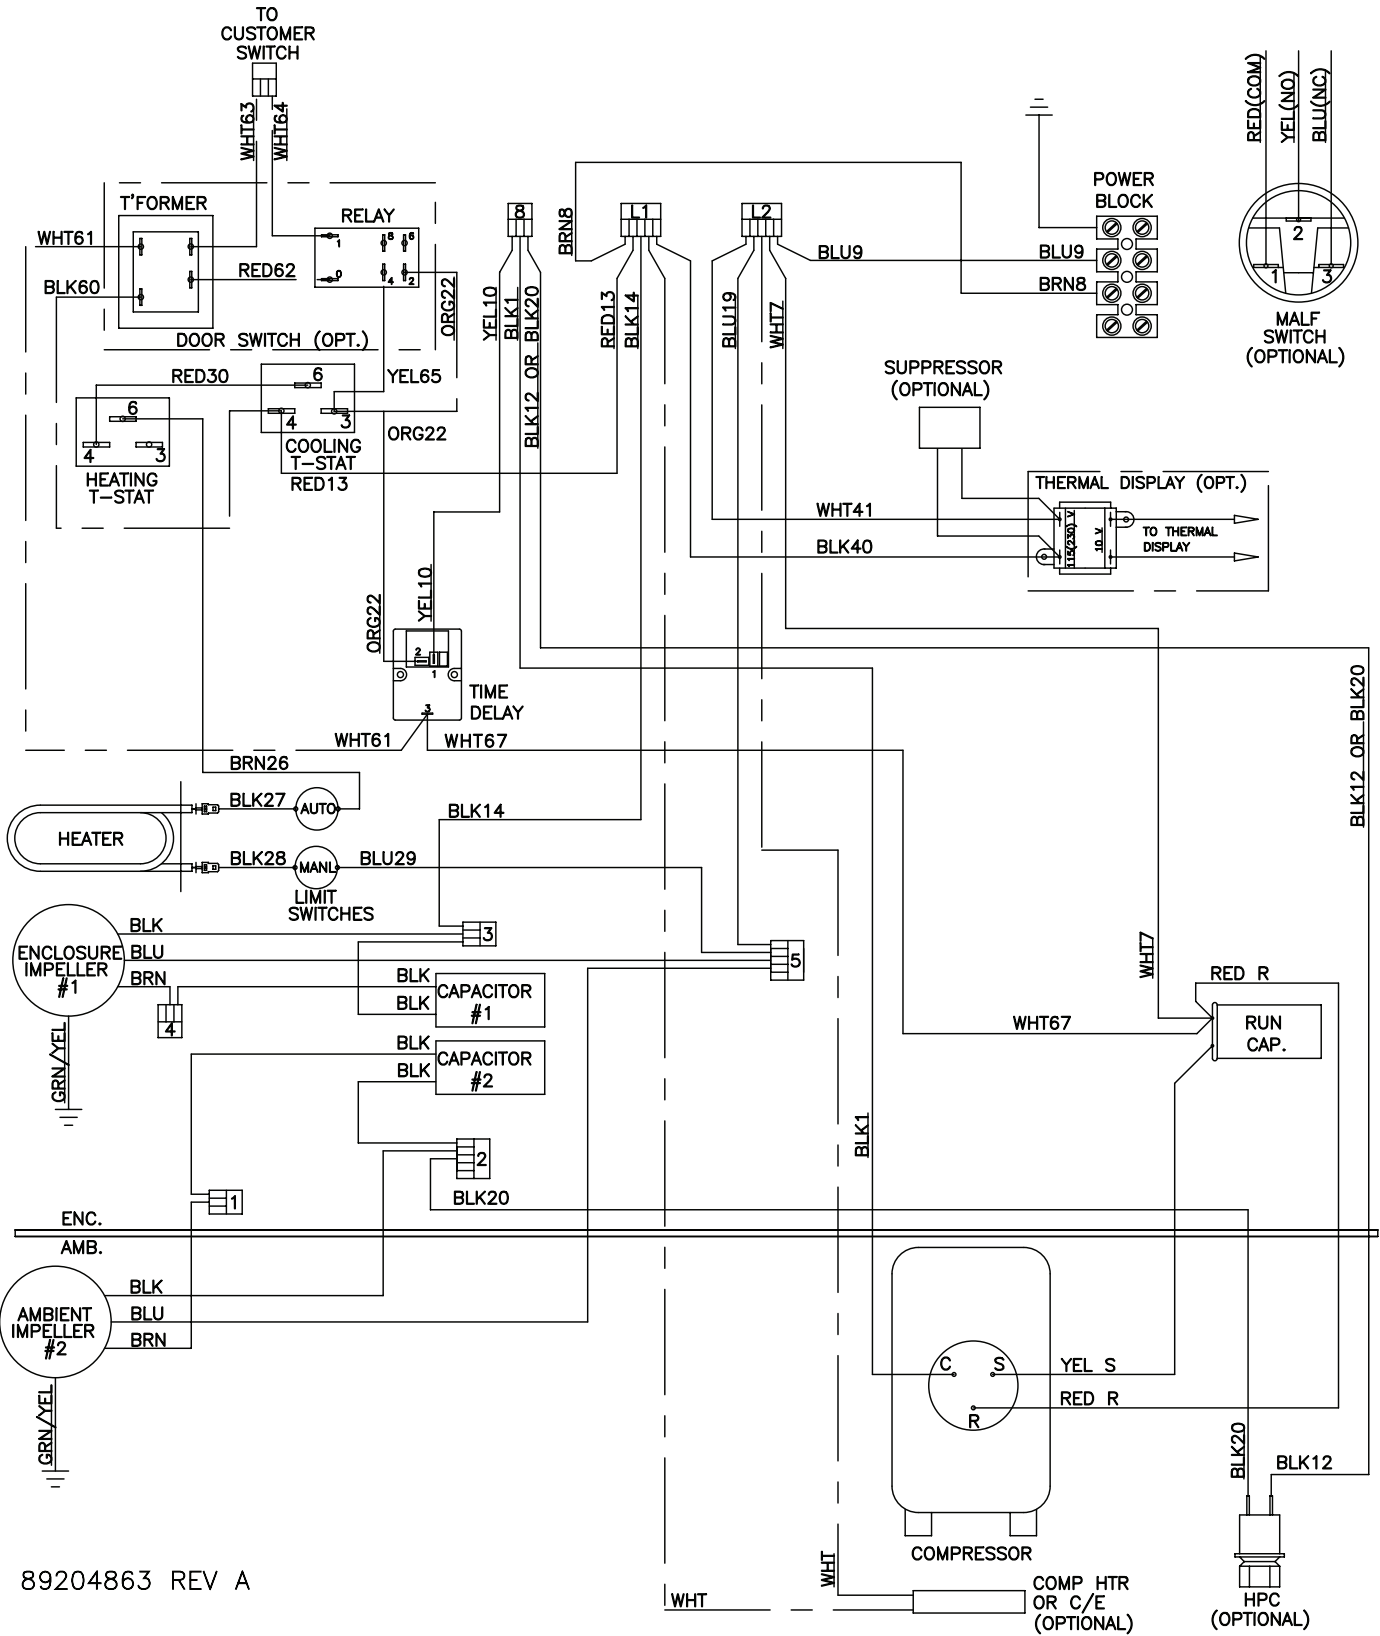 TO
CUSTOMER
SWITCH
WHT63
WHT64
T'FORMER
RELAY
WHT61
RED62
BLK60
1
0
8
6
4
2
ORG22
DOOR SWITCH (OPT.)
RED30
6
4
3
YEL65
ORG22
COOLING
T-STAT
RED13
6
4
3
HEATING
T-STAT
8
YEL10
BLK1
BLK12 OR BLK20
BRN8
L1
RED13
BLK14
L2
BLU19
WHT7
BLU9
BLU9
BRN8
POWER
BLOCK
RED(COM)
YEL(NO)
BLU(NC)
2
1
3
MALF
SWITCH
(OPTIONAL)
SUPPRESSOR
(OPTIONAL)
THERMAL DISPLAY (OPT.)
WHT41
BLK40
115(230) V
10 V
TO THERMAL
DISPLAY
ORG22
YEL10
2
1
3
TIME
DELAY
WHT61
WHT67
BRN26
BLK27
AUTO
HEATER
BLK28
MANL
BLU29
LIMIT
SWITCHES
BLK14
BLK12 OR BLK20
ENCLOSURE
IMPELLER
#1
BLK
BLU
BRN
GRN/YEL
3
4
5
BLK
BLK
CAPACITOR
#1
BLK
BLK
CAPACITOR
#2
WHT7
RED R
WHT67
RUN
CAP.
BLK1
2
BLK20
1
ENC.
AMB.
AMBIENT
IMPELLER
#2
BLK
BLU
BRN
GRN/YEL
C
S
R
YEL S
RED R
COMPRESSOR
BLK20
BLK12
HPC
(OPTIONAL)
WHT
WHT
COMP HTR
OR C/E
(OPTIONAL)
89204863 REV A